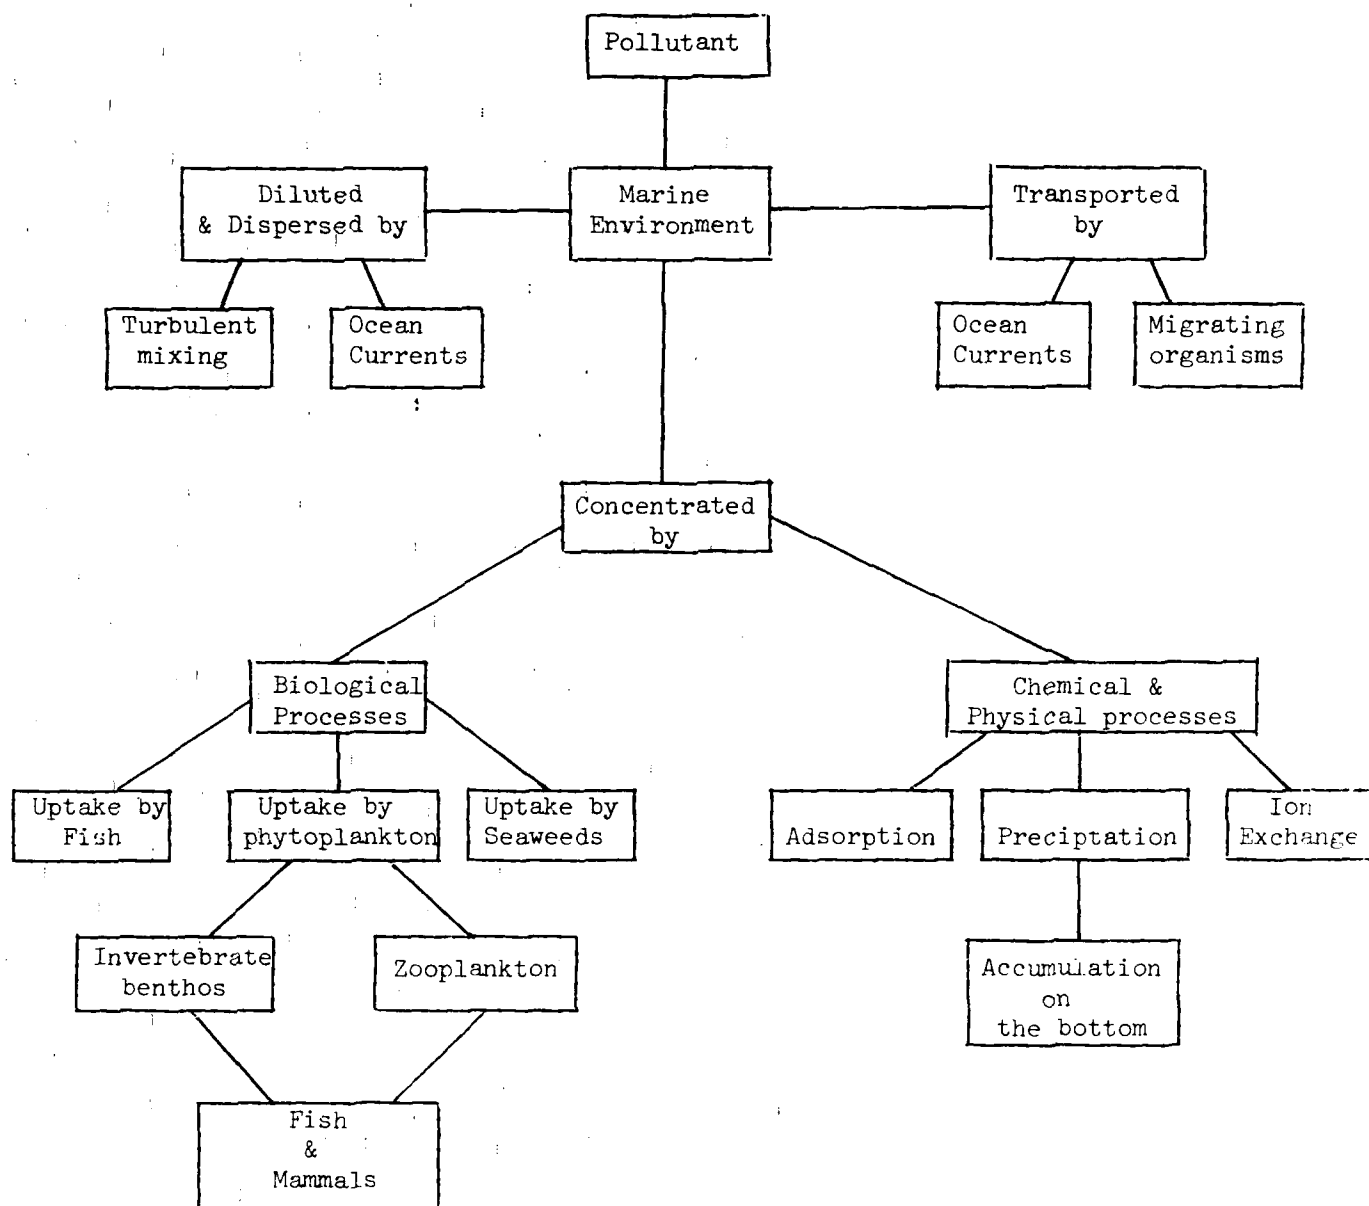 Pollutant
Diluted
& Dispersed by
Marine
Environment
Transported
by
Turbulent
mixing
Ocean
Currents
Ocean
Currents
Migrating
organisms
Concentrated
by
Biological
Processes
Chemical &
Physical processes
Uptake by
Fish
Uptake by
phytoplankton
Uptake by
Seaweeds
Adsorption
Preciptation
Ion
Exchange
Invertebrate
benthos
Zooplankton
Accumulation
on
the bottom
Fish
&
Mammals